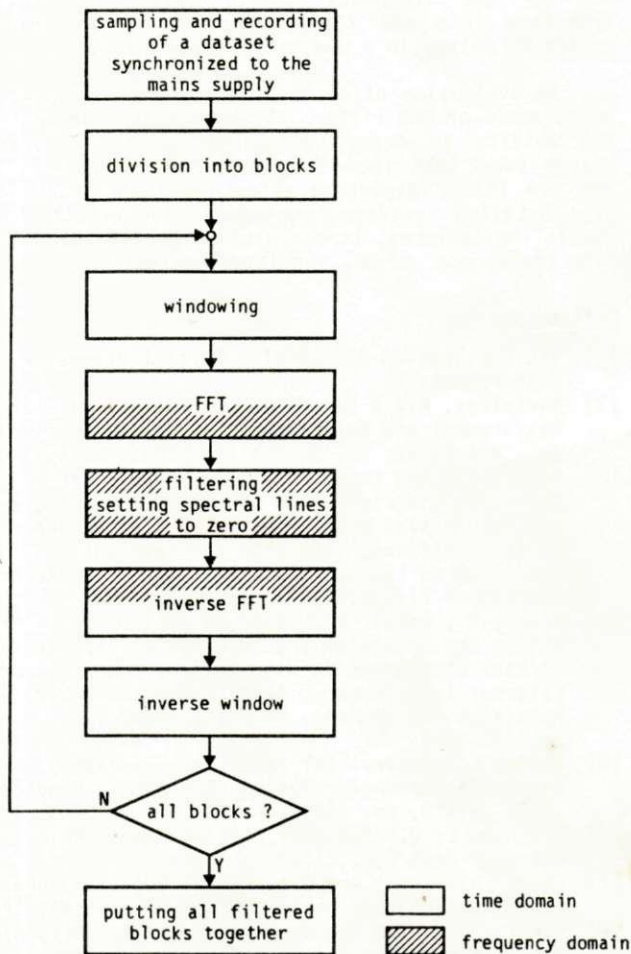 sampling and recording
of a dataset
synchronized to the
mains supply
division into blocks
windowing
FFT
filtering
setting spectral lines
to zero
inverse FFT
inverse window
N
all blocks ?
Y
putting all filtered
blocks together
time domain
frequency domain